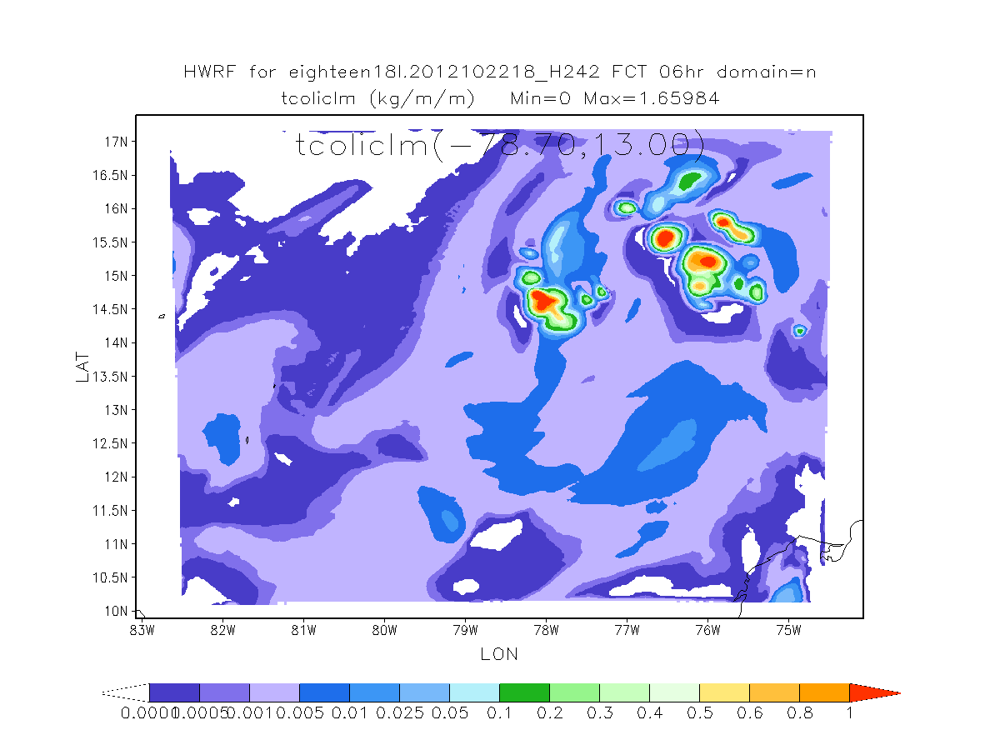 HWRF for eighteen18l.2012102218_H242 FCT 06hr domain=n
tcoliclm (kg/m/m) Min=0 Max=1.65984
tcoliclm(-78.70,13.00)
17N
16.5N
16N
15.5N
15N
14.5N
14N
13.5N
13N
12.5N
12N
11.5N
11N
10.5N
10N
LAT
83W 82W 81W 80W 79W 78W 77W 76W 75W
LON
0.0001 0.0005 0.001 0.005 0.01 0.025 0.05 0.1 0.2 0.3 0.4 0.5 0.6 0.8 1